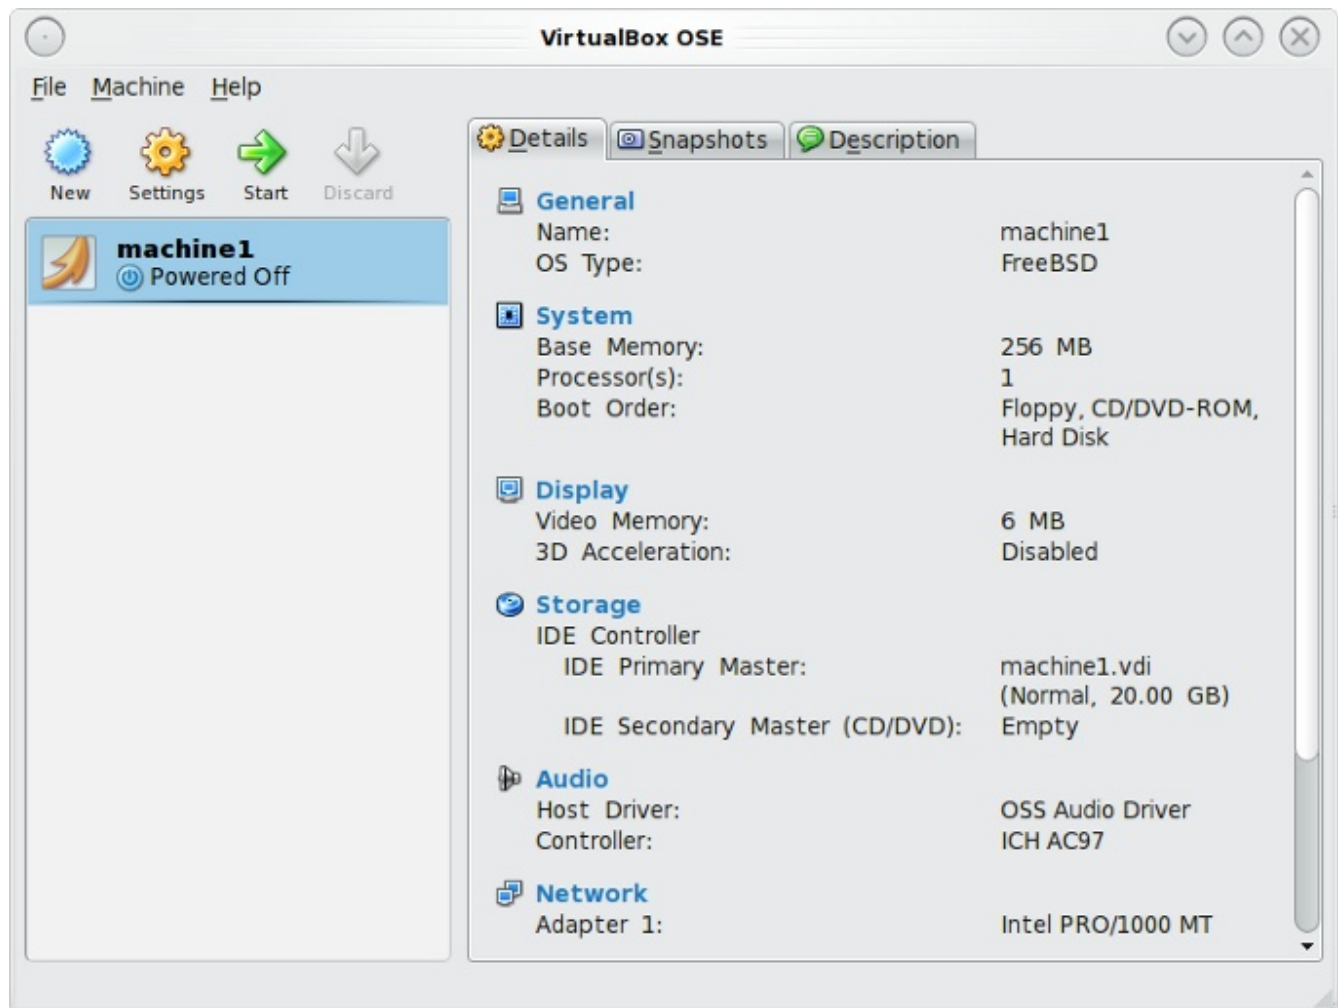 VirtualBox OSE
File Machine Help
New Settings Start Discard
machine1
Powered Off
Details Snapshots Description
General
Name: machine1
OS Type: FreeBSD
System
Base Memory: 256 MB
Processor(s): 1
Boot Order: Floppy, CD/DVD-ROM,
Hard Disk
Display
Video Memory: 6 MB
3D Acceleration: Disabled
Storage
IDE Controller
IDE Primary Master: machine1.vdi
(Normal, 20.00 GB)
IDE Secondary Master (CD/DVD): Empty
Audio
Host Driver: OSS Audio Driver
Controller: ICH AC97
Network
Adapter 1: Intel PRO/1000 MT